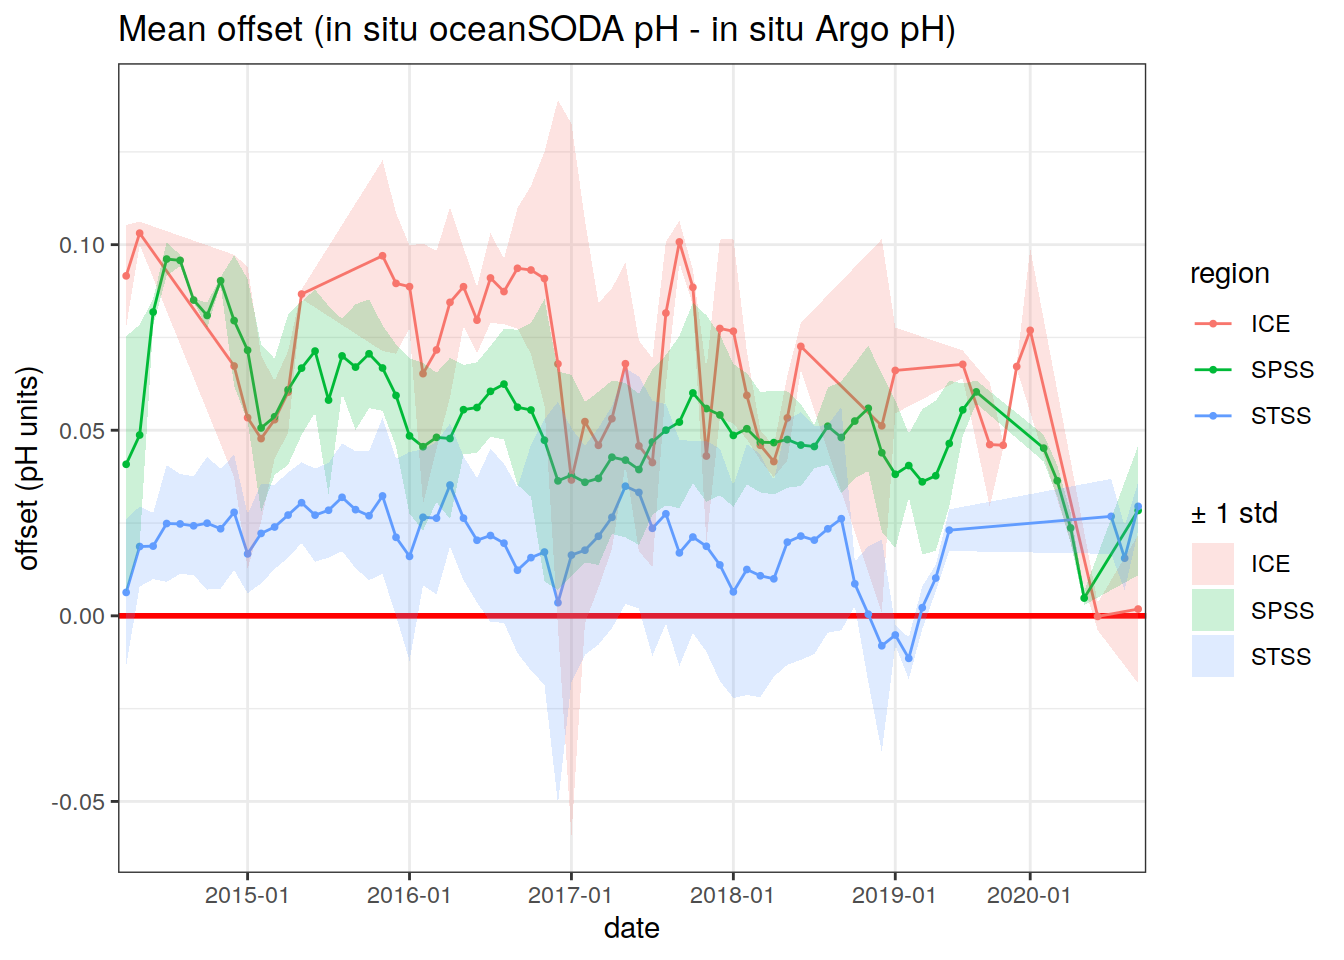 Mean offset (in situ oceanSODA pH - in situ Argo pH)
offset (pH units)
0.10
0.05
0.00
-0.05
2015-01 2016-01 2017-01 2018-01 2019-01 2020-01
date
region
ICE
SPSS
STSS
± 1 std
ICE
SPSS
STSS